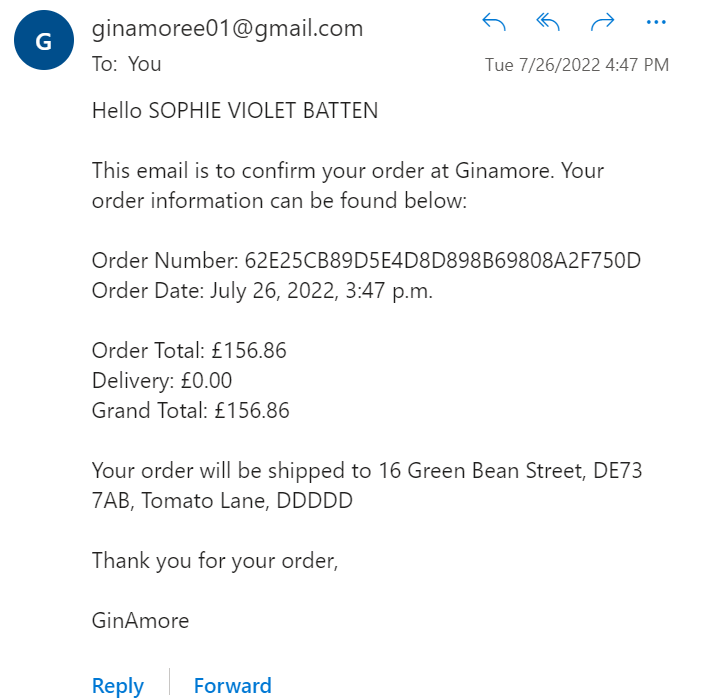 G
ginamoree01@gmail.com
To: You
Tue 7/26/2022 4:47 PM
Hello SOPHIE VIOLET BATTEN
This email is to confirm your order at Ginamore. Your
order information can be found below:
Order Number: 62E25CB89D5E4D8D898B69808A2F750D
Order Date: July 26, 2022, 3:47 p.m.
Order Total: £156.86
Delivery: £0.00
Grand Total: £156.86
Your order will be shipped to 16 Green Bean Street, DE73
7AB, Tomato Lane, DDDDD
Thank you for your order,
GinAmore
Reply
Forward